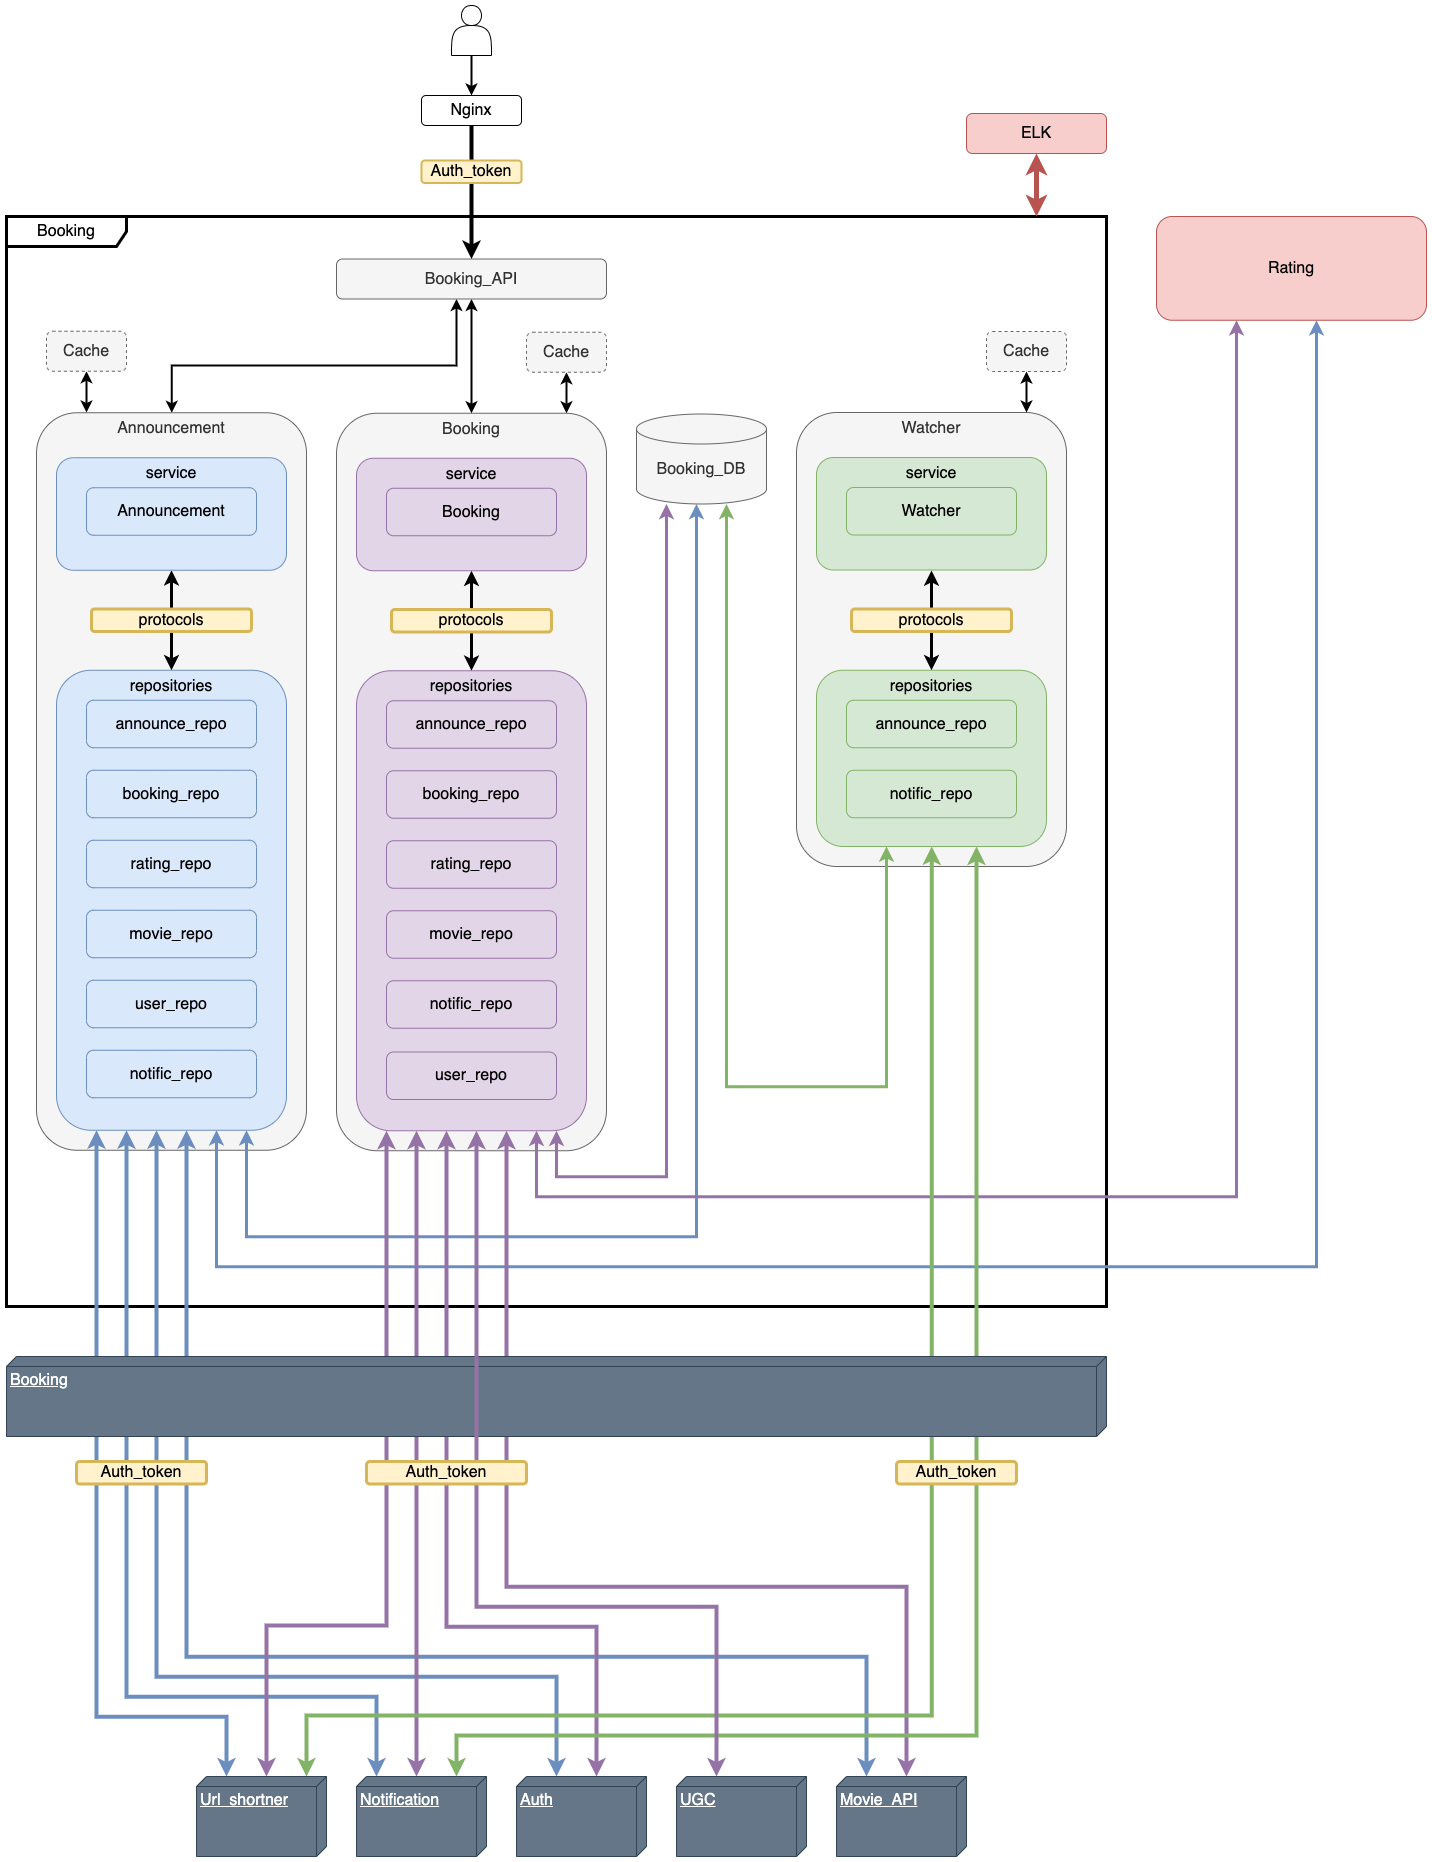 Nginx
Auth_token
ELK
Booking
Rating
Booking_API
Cache
Cache
Cache
Announcement
service
Announcement
protocols
repositories
announce_repo
booking_repo
rating_repo
movie_repo
user_repo
notific_repo
Booking
service
Booking
protocols
repositories
announce_repo
booking_repo
rating_repo
movie_repo
notific_repo
user_repo
Booking_DB
Watcher
service
Watcher
protocols
repositories
announce_repo
notific_repo
Booking
Auth_token
Auth_token
Auth_token
Url_shortner
Notification
Auth
UGC
Movie_API